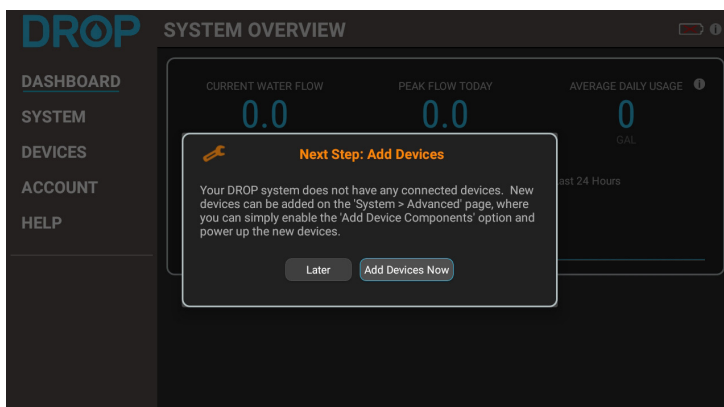 DROP
SYSTEM OVERVIEW
DASHBOARD
SYSTEM
DEVICES
ACCOUNT
HELP
CURRENT WATER FLOW
PEAK FLOW TODAY
AVERAGE DAILY USAGE
0.0
0.0
0
GAL
ast 24 Hours
Next Step: Add Devices
Your DROP system does not have any connected devices. New
devices can be added on the 'System > Advanced' page, where
you can simply enable the 'Add Device Components' option and
power up the new devices.
Later
Add Devices Now